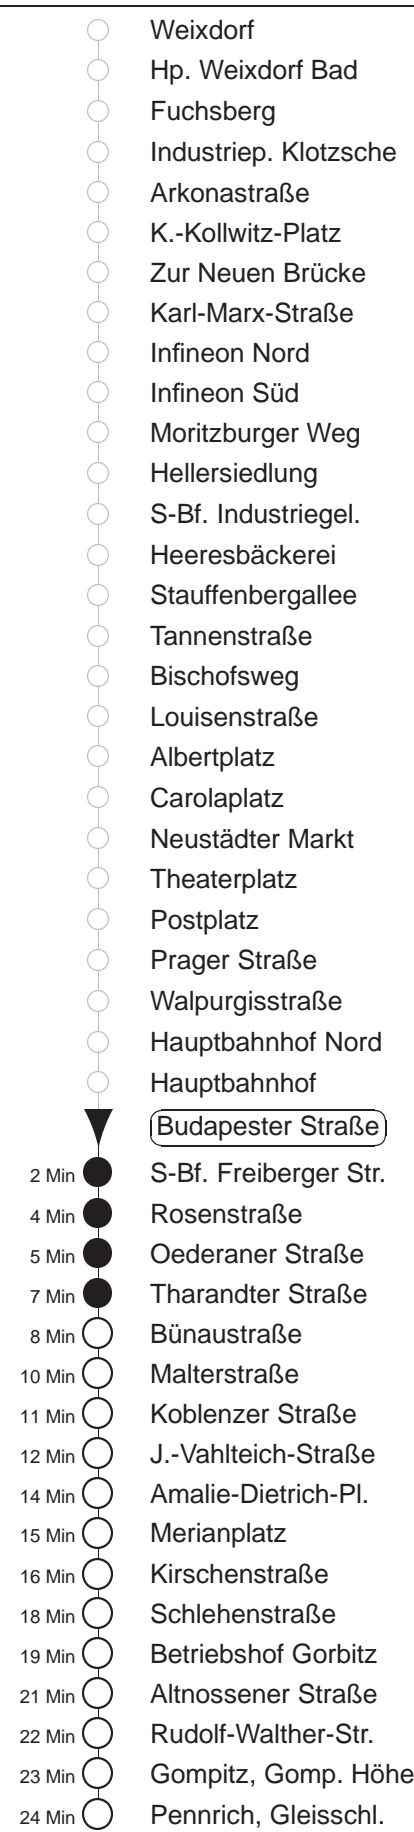 Weixdorf
Hp. Weixdorf Bad
Fuchsberg
Industriep. Klotzsche
Arkonastraße
K.-Kollwitz-Platz
Zur Neuen Brücke
Karl-Marx-Straße
Infineon Nord
Infineon Süd
Moritzburger Weg
Hellersiedlung
S-Bf. Industriegel.
Heeresbäckerei
Stauffenbergallee
Tannenstraße
Bischofsweg
Louisenstraße
Albertplatz
Carolaplatz
Neustädter Markt
Theaterplatz
Postplatz
Prager Straße
Walpurgisstraße
Hauptbahnhof Nord
Hauptbahnhof
Budapester Straße
2 Min S-Bf. Freiberger Str.
4 Min Rosenstraße
5 Min Oederaner Straße
7 Min Tharandter Straße
8 Min Bünaustraße
10 Min Malterstraße
11 Min Koblenzer Straße
12 Min J.-Vahlteich-Straße
14 Min Amalie-Dietrich-Pl.
15 Min Merianplatz
16 Min Kirschenstraße
18 Min Schlehenstraße
19 Min Betriebshof Gorbitz
21 Min Altnossener Straße
22 Min Rudolf-Walther-Str.
23 Min Gompitz, Gomp. Höhe
24 Min Pennrich, Gleisschl.